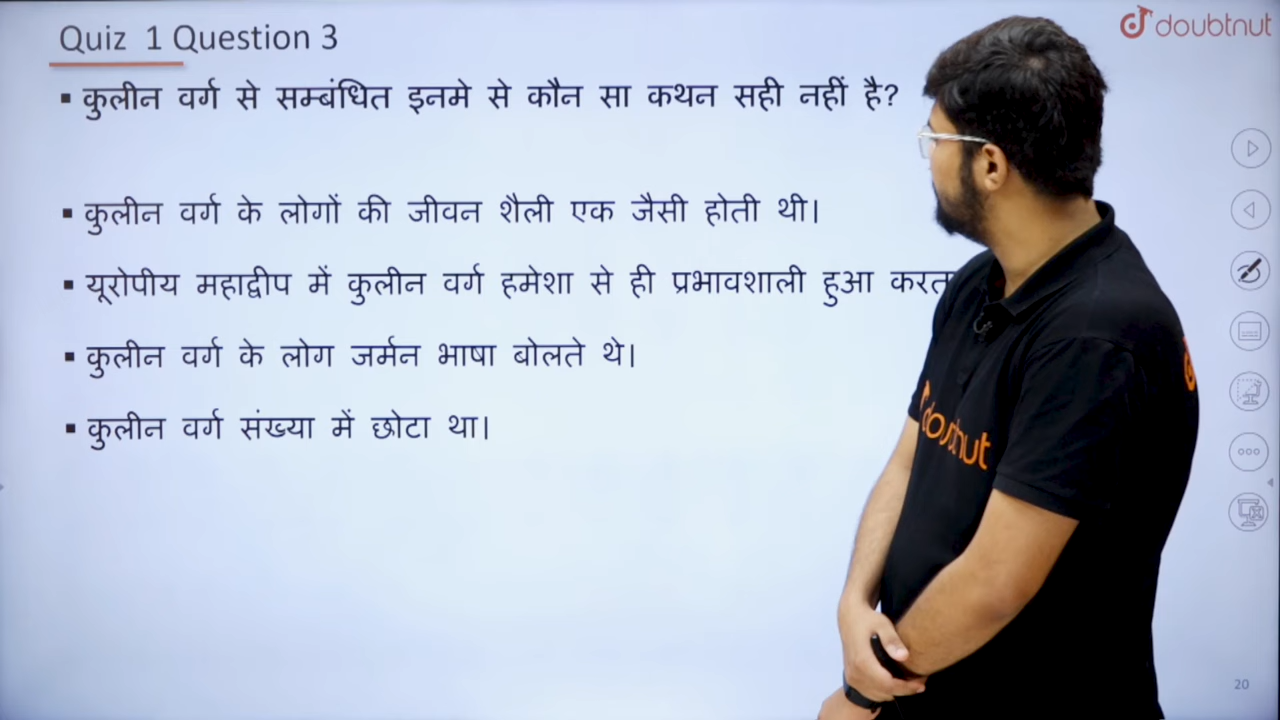 Quiz 1 Question 3
doubtnut
▪ कुलीन वर्ग से सम्बंधित इनमे से कौन सा कथन सही नहीं है?
▪ कुलीन वर्ग के लोगों की जीवन शैली एक जैसी होती थी।
▪ यूरोपीय महाद्वीप में कुलीन वर्ग हमेशा से ही प्रभावशाली हुआ
▪ कुलीन वर्ग के लोग जर्मन भाषा बोलते थे।
▪ कुलीन वर्ग संख्या में छोटा था।
doubtnut
20